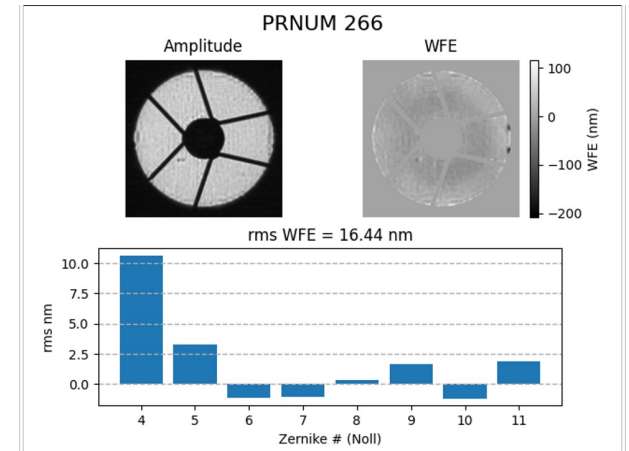 PRNUM 266
Amplitude
WFE
100
0
−100
−200
WFE (nm)
rms WFE = 16.44 nm
10.0
7.5
5.0
2.5
0.0
rms nm
4 5 6 7 8 9 10 11
Zernike # (Noll)